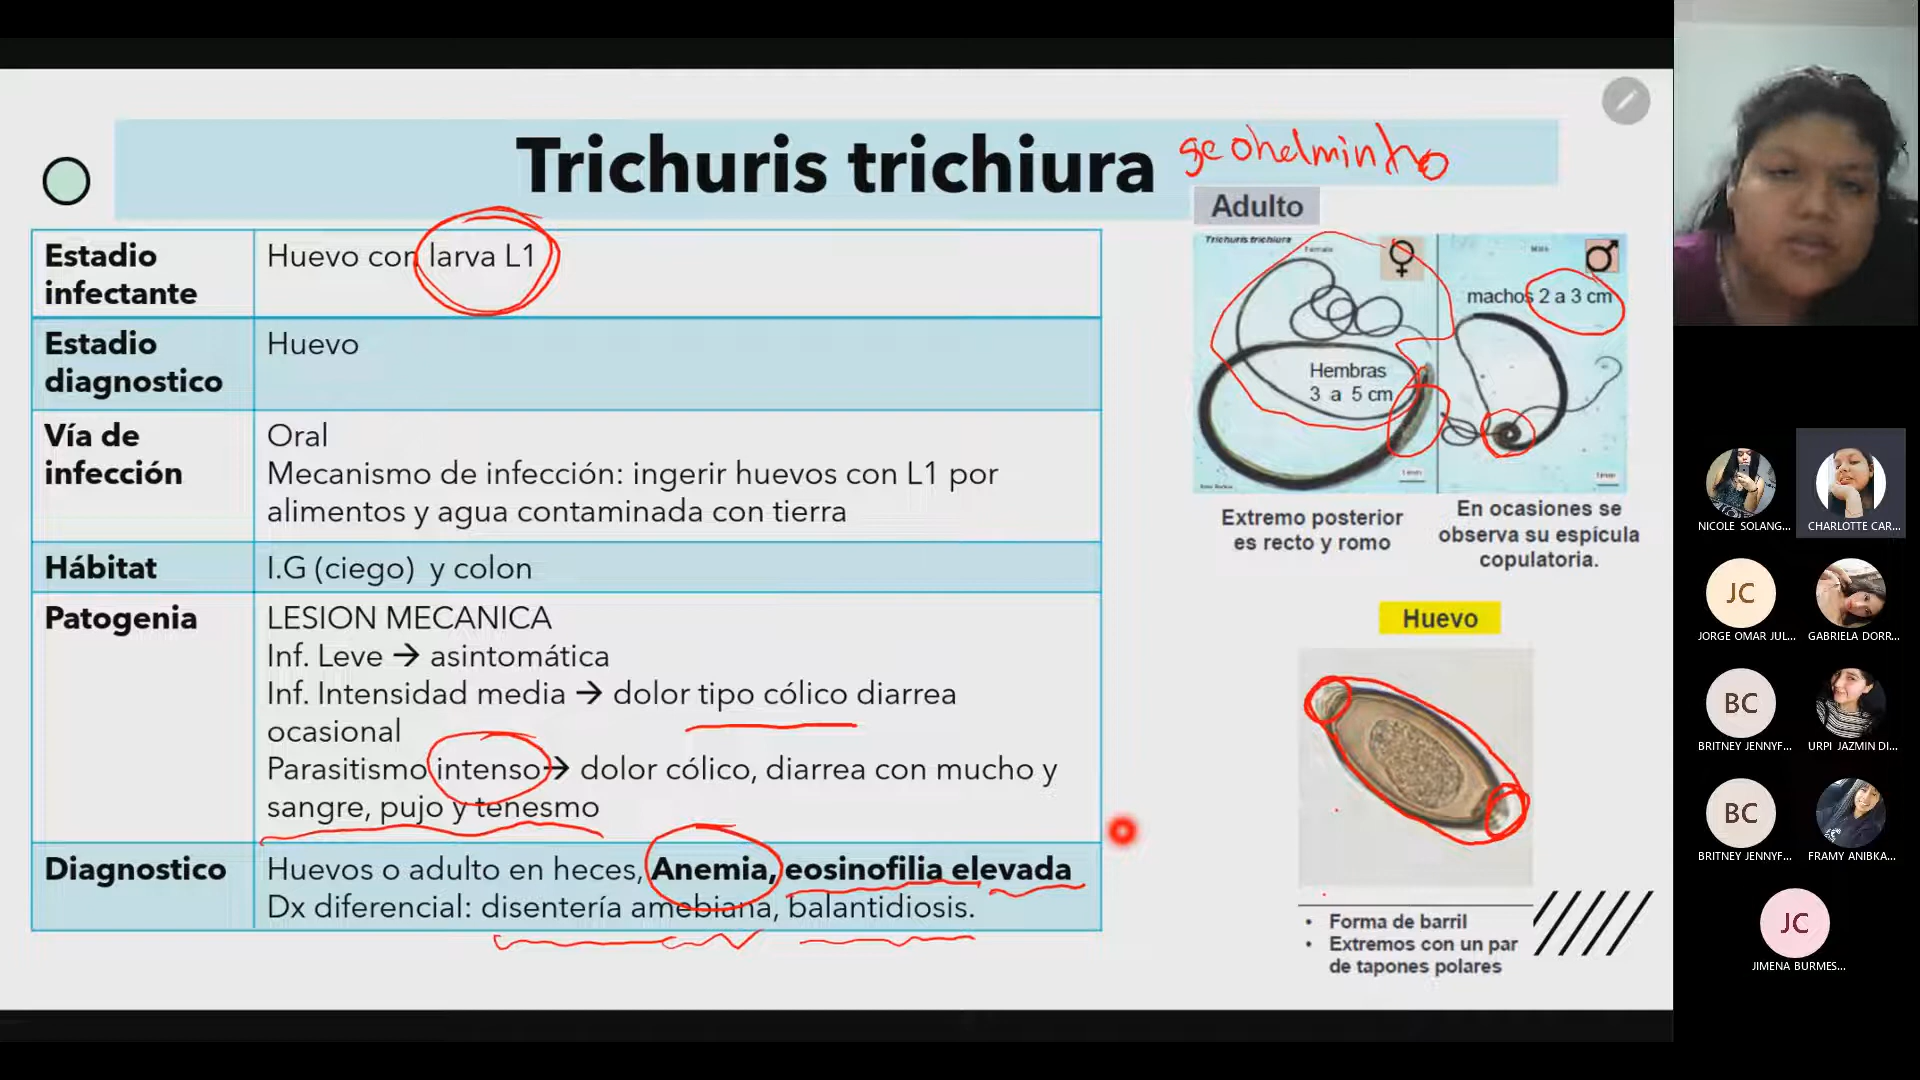 Trichuris trichiura
geohelminto
Estadio
infectante
Huevo con larva L1
Estadio
diagnostico
Huevo
Vía de
infección
Oral
Mecanismo de infección: ingerir huevos con L1 por
alimentos y agua contaminada con tierra
Hábitat
I.G (ciego) y colon
Patogenia
LESION MECANICA
Inf. Leve → asintomática
Inf. Intensidad media → dolor tipo cólico diarrea
ocasional
Parasitismo intenso→ dolor cólico, diarrea con mucho y
sangre, pujo y tenesmo
Diagnostico
Huevos o adulto en heces, Anemia, eosinofilia elevada
Dx diferencial: disentería amebiana, balantidiosis.
Adulto
Trichuris trichiura
Female
♀
Hembras
3 a 5 cm
Male
♂
machos 2 a 3 cm
Extremo posterior
es recto y romo
En ocasiones se
observa su espícula
copulatoria.
Huevo
• Forma de barril
• Extremos con un par
de tapones polares
NICOLE SOLANG...
CHARLOTTE CAR...
JC
JORGE OMAR JUL...
GABRIELA DORR...
BC
BRITNEY JENNYF...
URPI JAZMIN DI...
BC
BRITNEY JENNYF...
FRAMY ANIBKA...
JC
JIMENA BURMES...